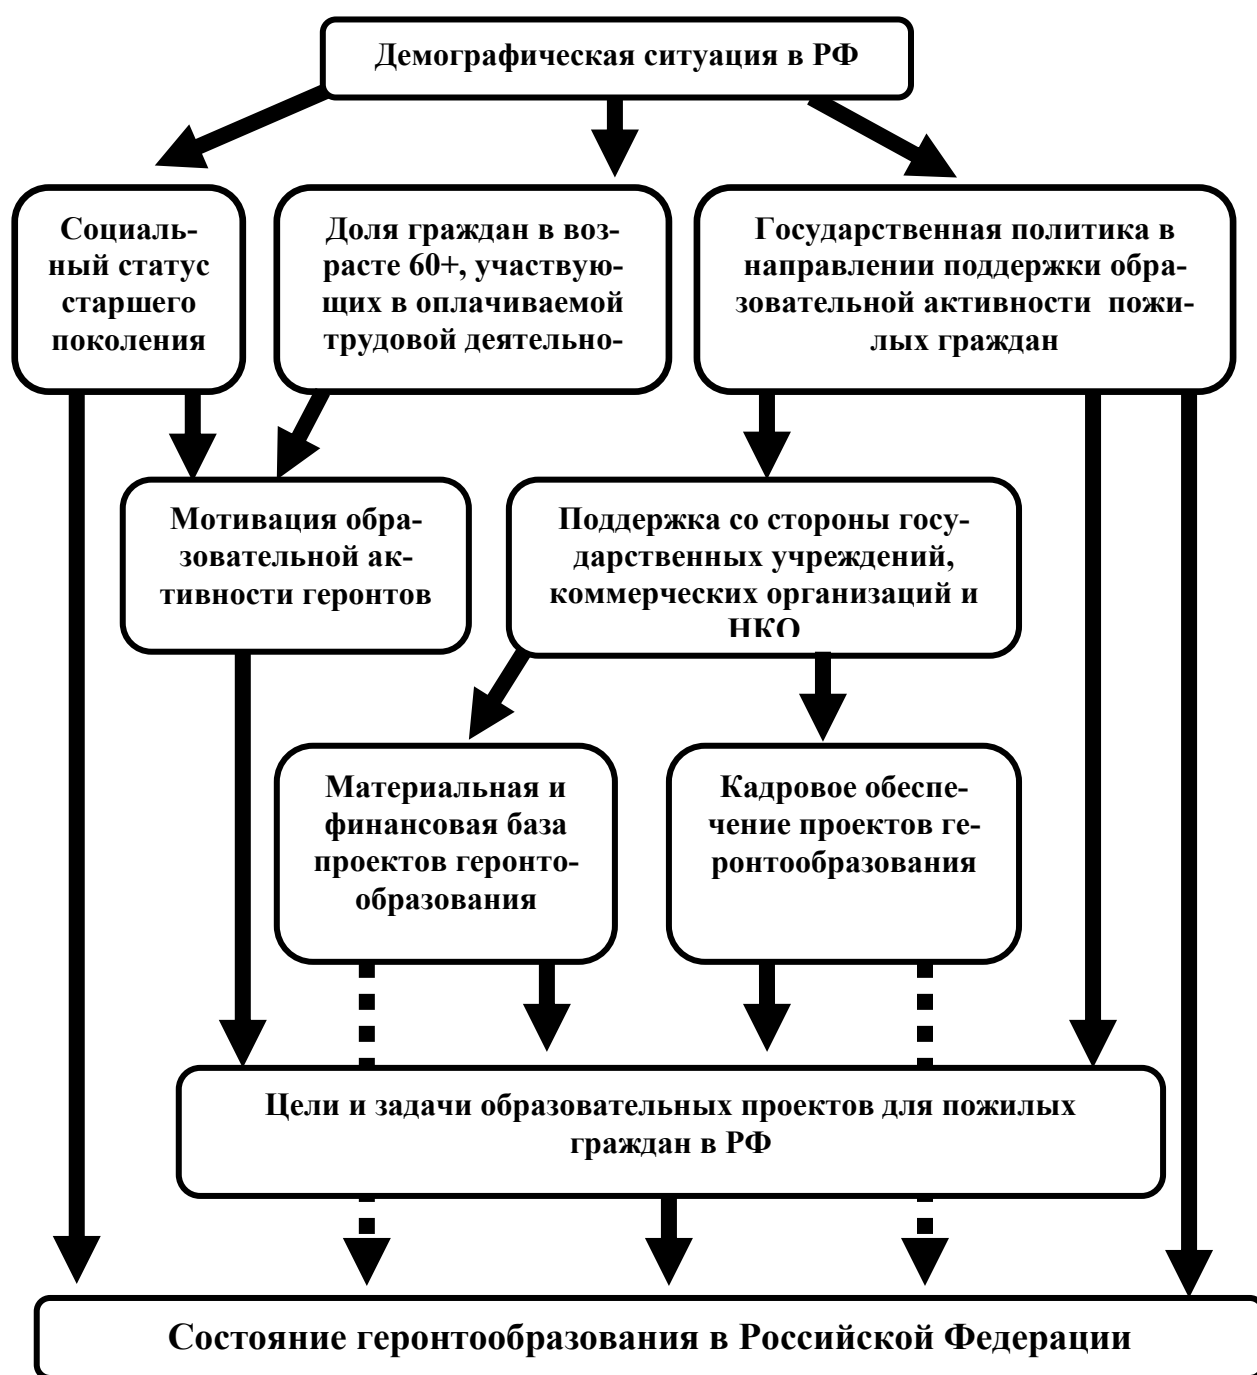 Демографическая ситуация в РФ
Социаль-
ный статус
старшего
поколения
Доля граждан в воз-
расте 60+, участвую-
щих в оплачиваемой
трудовой деятельно-
Государственная политика в
направлении поддержки обра-
зовательной активности пожи-
лых граждан
Мотивация обра-
зовательной ак-
тивности геронтов
Поддержка со стороны госу-
дарственных учреждений,
коммерческих организаций и
НКО
Материальная и
финансовая база
проектов геронто-
образования
Кадровое обеспе-
чение проектов ге-
ронтообразования
Цели и задачи образовательных проектов для пожилых
граждан в РФ
Состояние геронтообразования в Российской Федерации